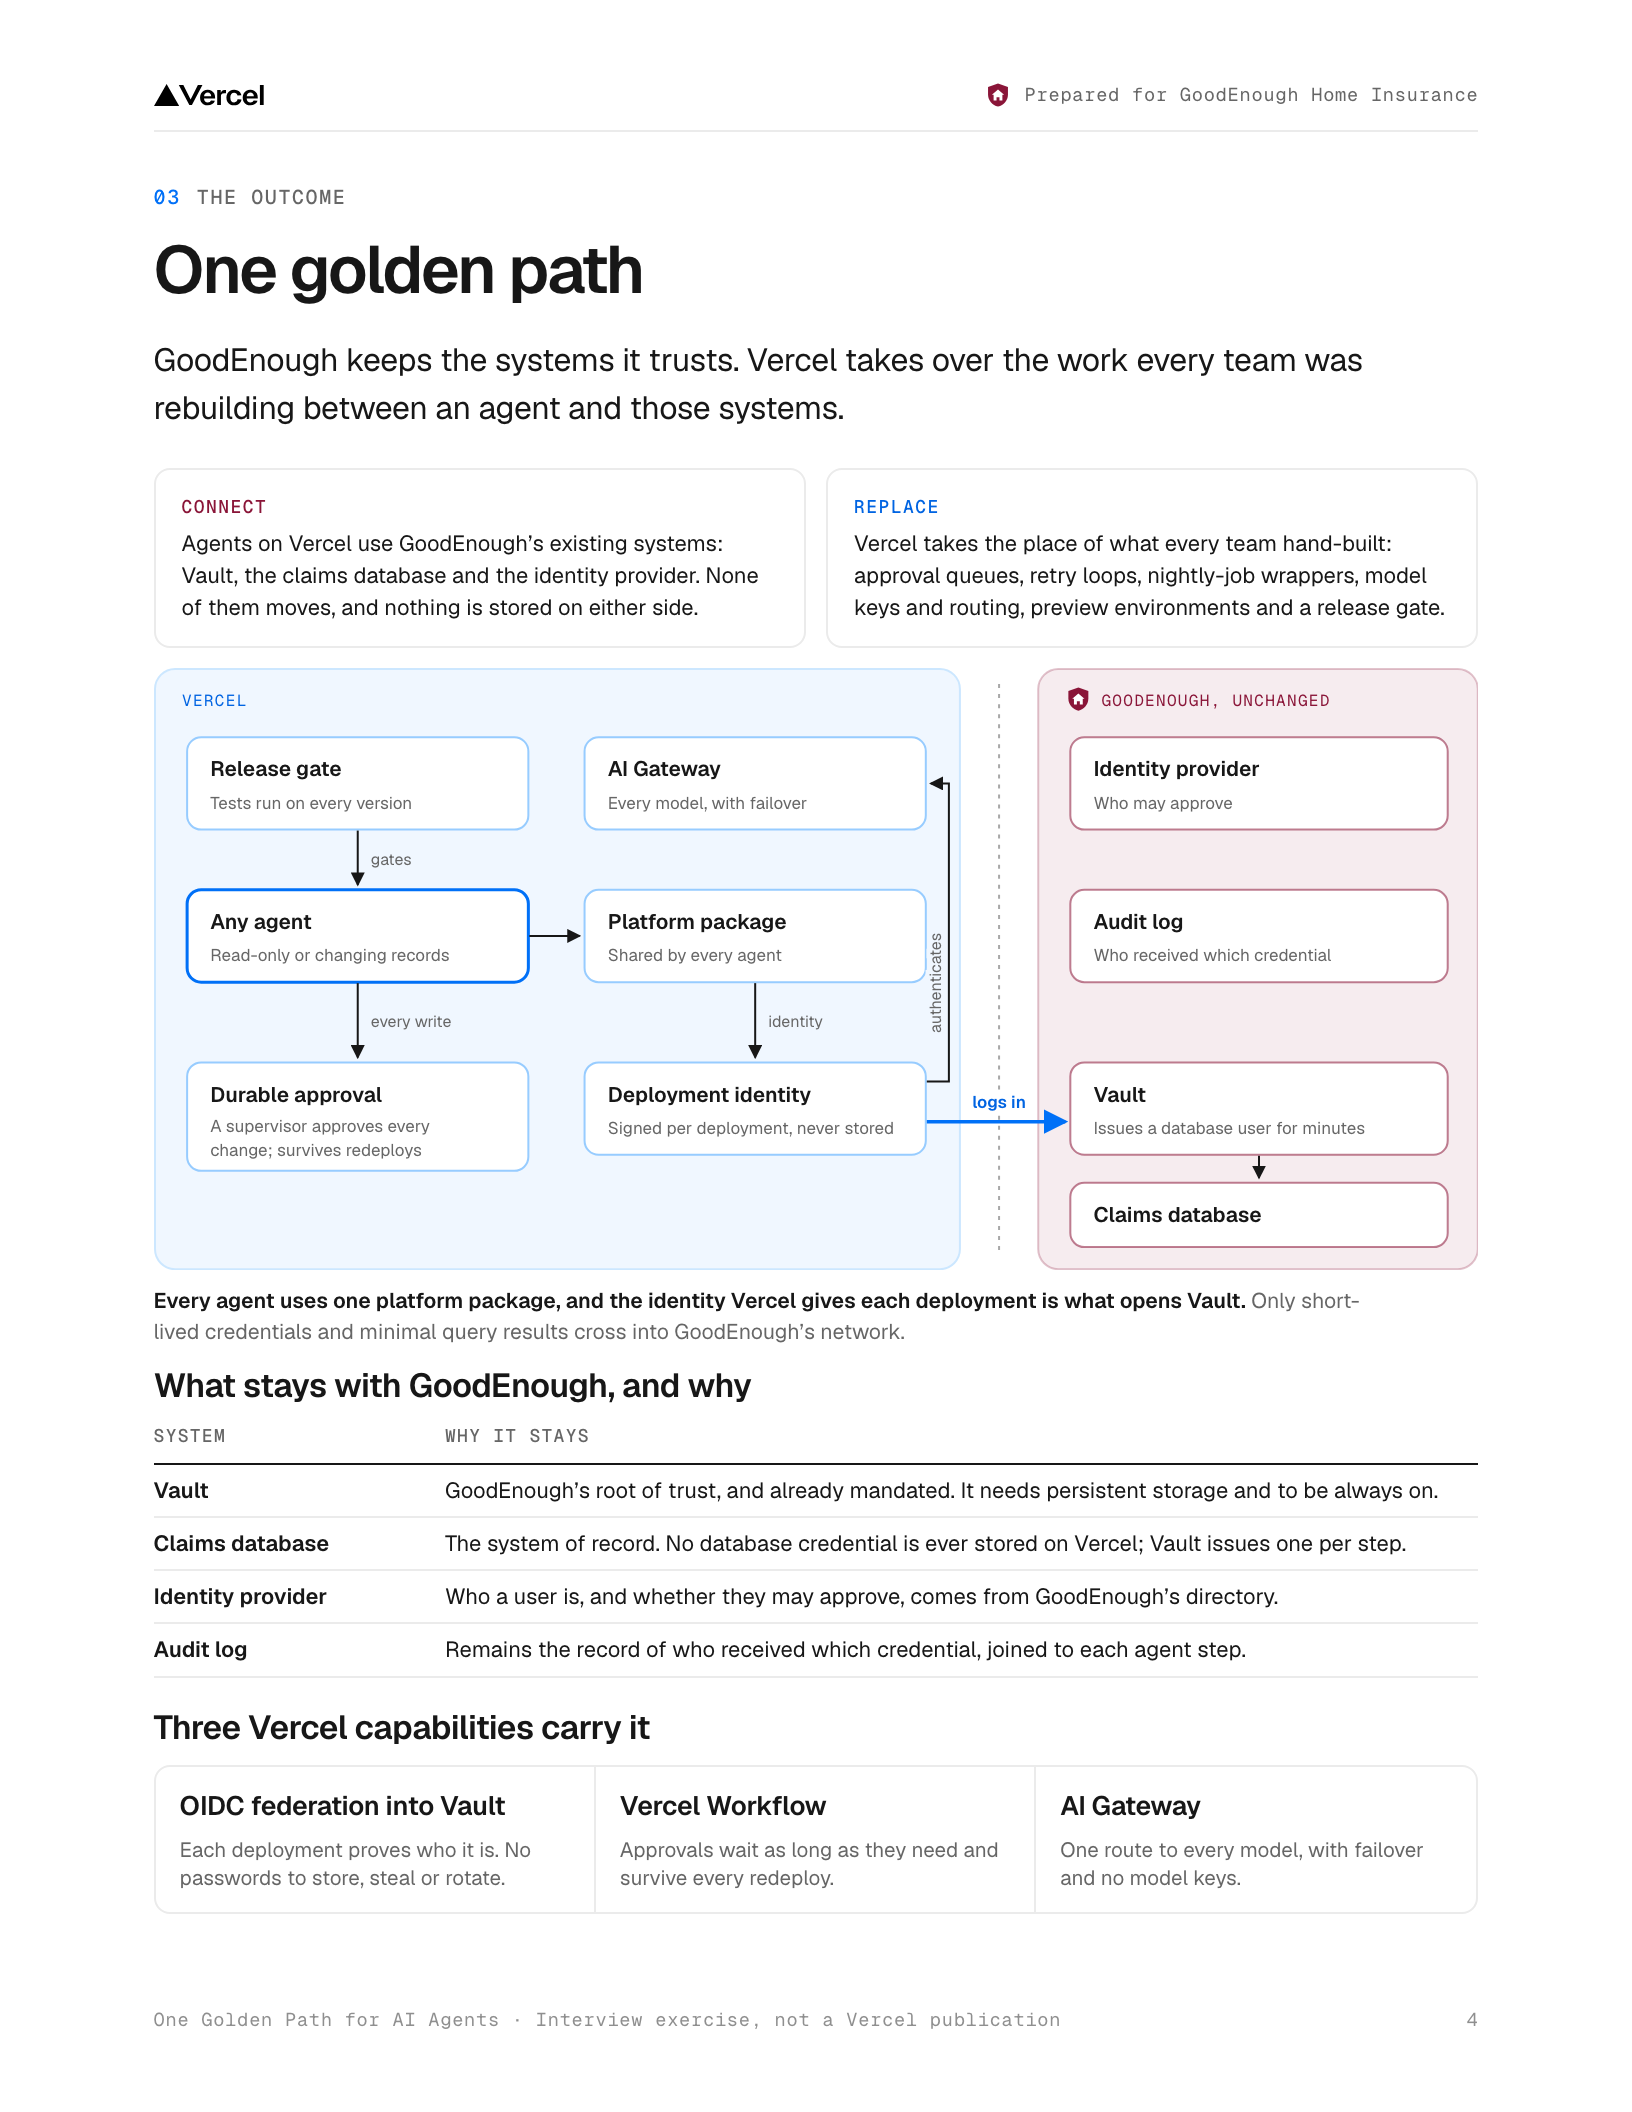 Vercel
Prepared for GoodEnough Home Insurance
03 THE OUTCOME
One golden path
GoodEnough keeps the systems it trusts. Vercel takes over the work every team was
rebuilding between an agent and those systems.
CONNECT
Agents on Vercel use GoodEnough’s existing systems:
Vault, the claims database and the identity provider. None
of them moves, and nothing is stored on either side.
REPLACE
Vercel takes the place of what every team hand-built:
approval queues, retry loops, nightly-job wrappers, model
keys and routing, preview environments and a release gate.
VERCEL
Release gate
Tests run on every version
AI Gateway
Every model, with failover
gates
Any agent
Read-only or changing records
Platform package
Shared by every agent
authenticates
every write
identity
Durable approval
A supervisor approves every
change; survives redeploys
Deployment identity
Signed per deployment, never stored
logs in
GOODENOUGH, UNCHANGED
Identity provider
Who may approve
Audit log
Who received which credential
Vault
Issues a database user for minutes
Claims database
Every agent uses one platform package, and the identity Vercel gives each deployment is what opens Vault. Only short-
lived credentials and minimal query results cross into GoodEnough’s network.
What stays with GoodEnough, and why
SYSTEM WHY IT STAYS
Vault GoodEnough’s root of trust, and already mandated. It needs persistent storage and to be always on.
Claims database The system of record. No database credential is ever stored on Vercel; Vault issues one per step.
Identity provider Who a user is, and whether they may approve, comes from GoodEnough’s directory.
Audit log Remains the record of who received which credential, joined to each agent step.
Three Vercel capabilities carry it
OIDC federation into Vault
Each deployment proves who it is. No
passwords to store, steal or rotate.
Vercel Workflow
Approvals wait as long as they need and
survive every redeploy.
AI Gateway
One route to every model, with failover
and no model keys.
One Golden Path for AI Agents · Interview exercise, not a Vercel publication 4